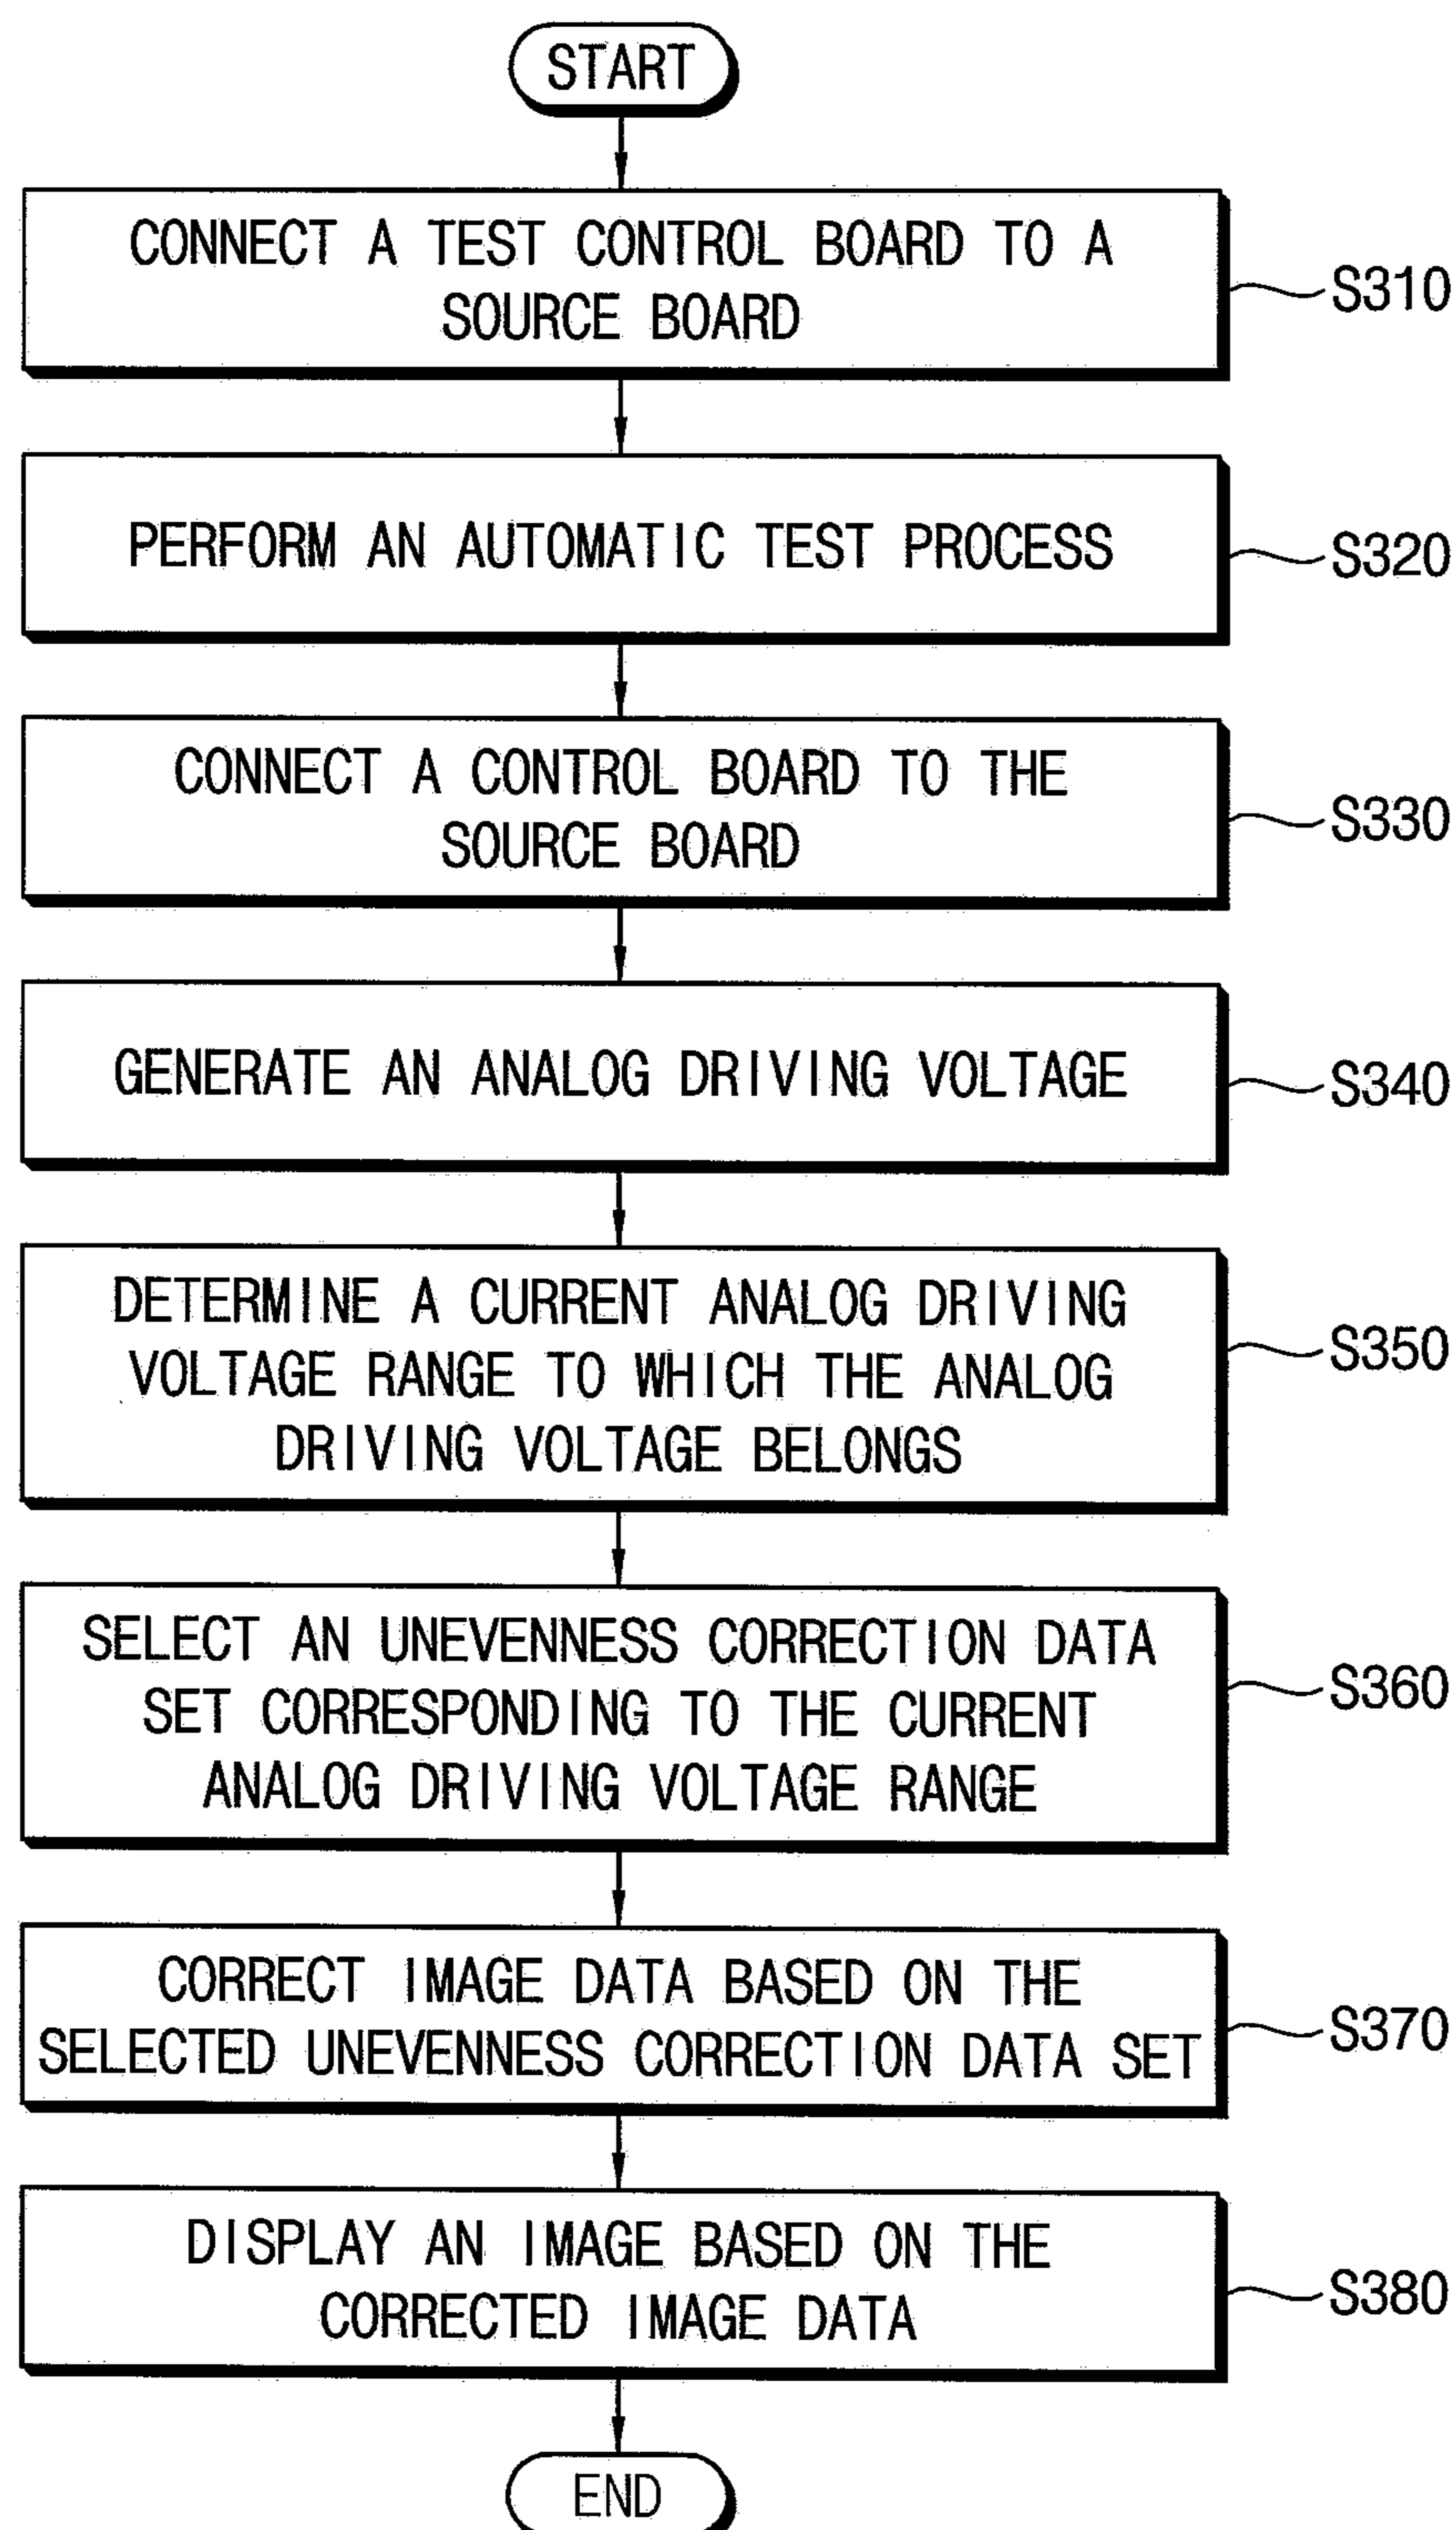 START
CONNECT A TEST CONTROL BOARD TO A
SOURCE BOARD
S310
PERFORM AN AUTOMATIC TEST PROCESS
S320
CONNECT A CONTROL BOARD TO THE
SOURCE BOARD
S330
GENERATE AN ANALOG DRIVING VOLTAGE
S340
DETERMINE A CURRENT ANALOG DRIVING
VOLTAGE RANGE TO WHICH THE ANALOG
DRIVING VOLTAGE BELONGS
S350
SELECT AN UNEVENNESS CORRECTION DATA
SET CORRESPONDING TO THE CURRENT
ANALOG DRIVING VOLTAGE RANGE
S360
CORRECT IMAGE DATA BASED ON THE
SELECTED UNEVENNESS CORRECTION DATA SET
S370
DISPLAY AN IMAGE BASED ON THE
CORRECTED IMAGE DATA
S380
END